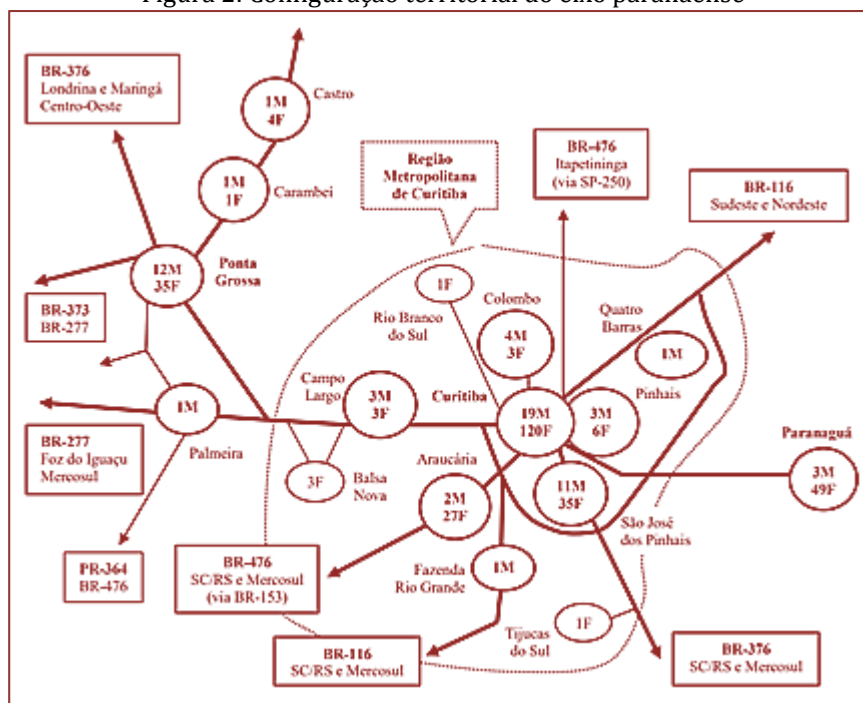 Figura 2: Configuração territorial do eixo paranaense
BR-376
Londrina e Maringá
Centro-Oeste
1M
4F
Castro
1M
1F
Carambei
12M
35F
Ponta
Grossa
BR-373
BR-277
Região
Metropolitana
de Curitiba
BR-476
Itapetininga
(via SP-250)
BR-116
Sudeste e Nordeste
1F
Rio Branco
do Sul
Colombo
4M
3F
Quatro
Barras
1M
Pinhais
Campo
Largo
3M
3F
Curitiba
19M
120F
3M
6F
1M
Palmeira
BR-277
Foz do Iguaçu
Mercosul
3F
Balsa
Nova
Araucária
2M
27F
11M
35F
São José
dos Pinhais
Paranaguá
3M
49F
PR-364
BR-476
BR-476
SC/RS e Mercosul
(via BR-153)
Fazenda
Rio Grande
1M
1F
Tijucas
do Sul
BR-116
SC/RS e Mercosul
BR-376
SC/RS e Mercosul